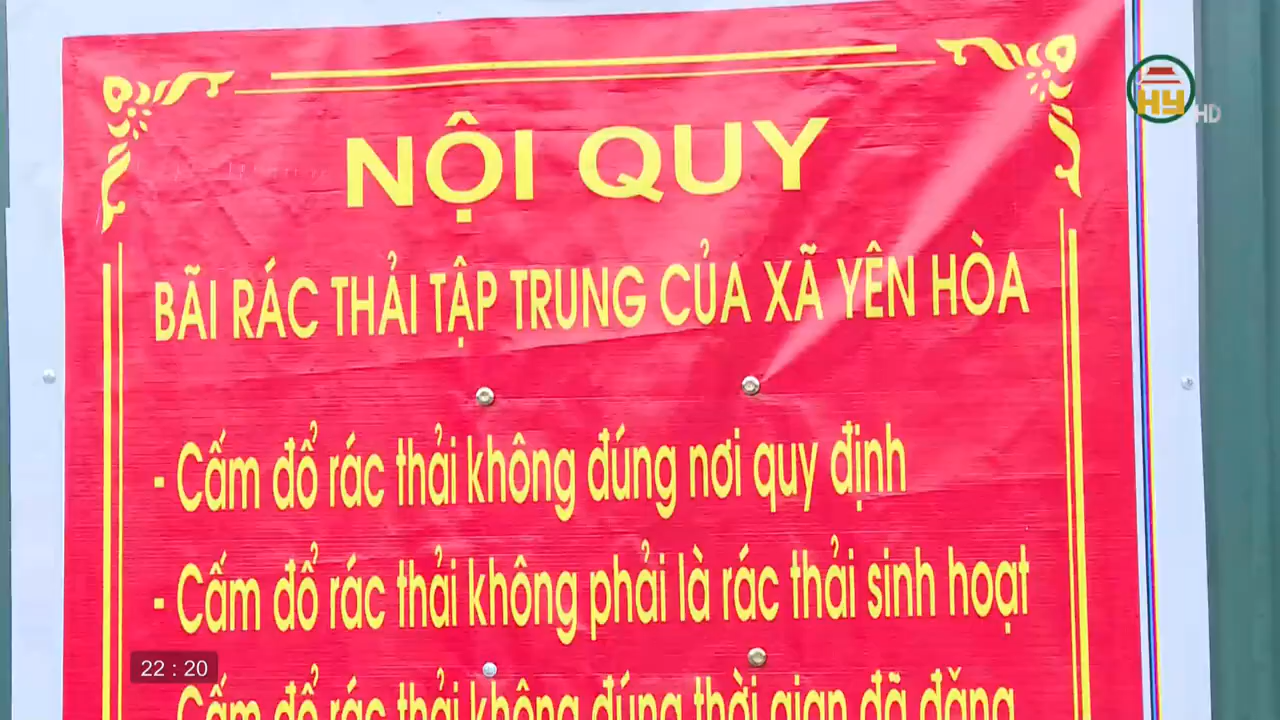 HY HD
NỘI QUY
BÃI RÁC THẢI TẬP TRUNG CỦA XÃ YÊN HÒA
- Cấm đổ rác thải không đúng nơi quy định
- Cấm đổ rác thải không phải là rác thải sinh hoạt
22 : 20
Cấm đổ rác thải không đúng thời gian đã đăng